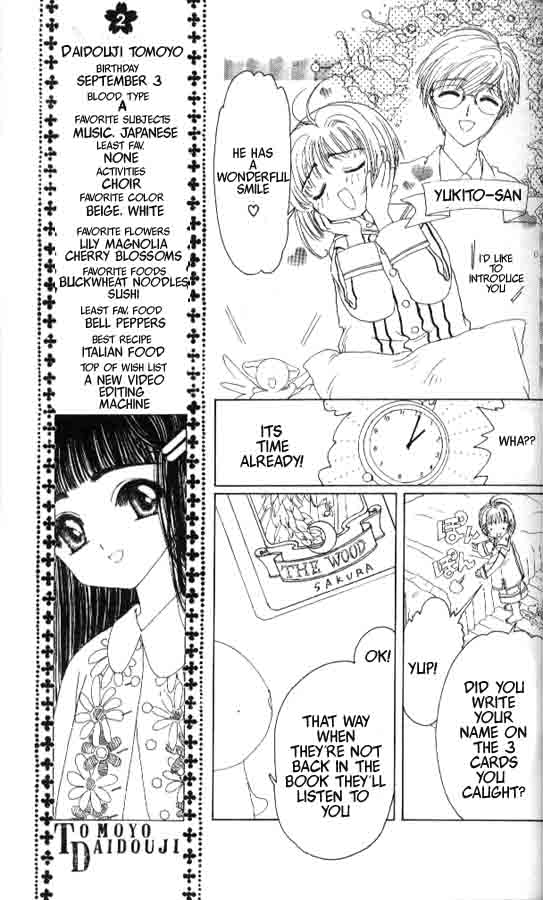 2
DAIDOUJI TOMOYO
BIRTHDAY
SEPTEMBER 3
BLOOD TYPE
A
FAVORITE SUBJECTS
MUSIC. JAPANESE
LEAST FAV.
NONE
ACTIVITIES
CHOIR
FAVORITE COLOR
BEIGE. WHITE
FAVORITE FLOWERS
LILY MAGNOLIA
CHERRY BLOSSOMS
FAVORITE FOODS
BUCKWHEAT NOODLES
SUSHI
LEAST FAV. FOOD
BELL PEPPERS
BEST RECIPE
ITALIAN FOOD
TOP OF WISH LIST
A NEW VIDEO
EDITING
MACHINE
TOMOYO
DAIDOUJI
YUKITO-SAN
I'D LIKE
TO
INTRODUCE
YOU
HE HAS
A
WONDERFUL
SMILE
♡
WHA??
ITS
TIME
ALREADY!
ぽん
ぽん
DID YOU
WRITE
YOUR
NAME ON
THE 3
CARDS
YOU
CAUGHT?
YUP!
THE WOOD
SAKURA
OK!
THAT WAY
WHEN
THEY'RE NOT
BACK IN THE
BOOK THEY'LL
LISTEN TO
YOU